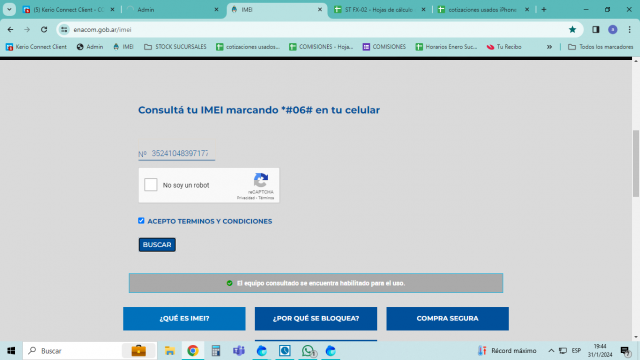 (5) Kerio Connect Client - C
Admin
IMEI
ST FX-02 - Hojas de cálculo
cotizaciones usados iPhone
enacom.gob.ar/imei
Kerio Connect Client
Admin
IMEI
STOCK SUCURSALES
cotizaciones usados...
COMISIONES - Hoja...
COMISIONES
Horarios Enero Suc...
Tu Recibo
Todos los marcadores
Consultá tu IMEI marcando *#06# en tu celular
Nº 35241048397177
No soy un robot
reCAPTCHA
Privacidad - Términos
ACEPTO TERMINOS Y CONDICIONES
BUSCAR
El equipo consultado se encuentra habilitado para el uso.
¿QUÉ ES IMEI?
¿POR QUÉ SE BLOQUEA?
COMPRA SEGURA
Buscar
Récord máximo
ESP
19:44
31/1/2024